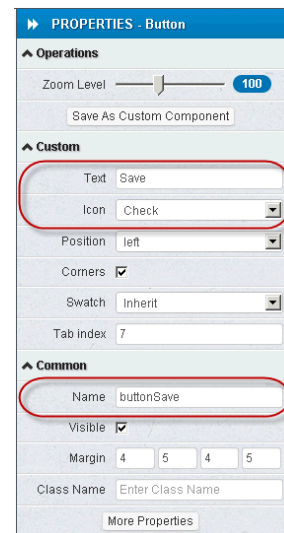 PROPERTIES - Button
Operations
Zoom Level 100
Save As Custom Component
Custom
Text Save
Icon Check
Position left
Corners
Swatch Inherit
Tab index 7
Common
Name buttonSave
Visible
Margin 4 5 4 5
Class Name Enter Class Name
More Properties